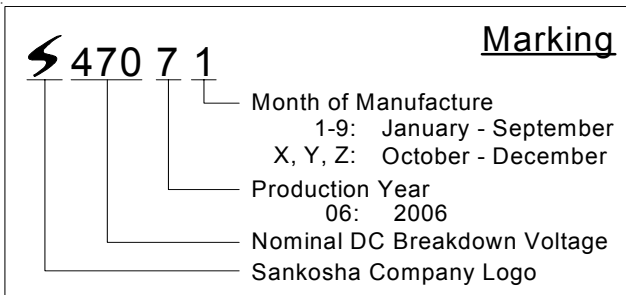 Marking
470 7 1
Month of Manufacture
1-9: January - September
X, Y, Z: October - December
Production Year
06: 2006
Nominal DC Breakdown Voltage
Sankosha Company Logo